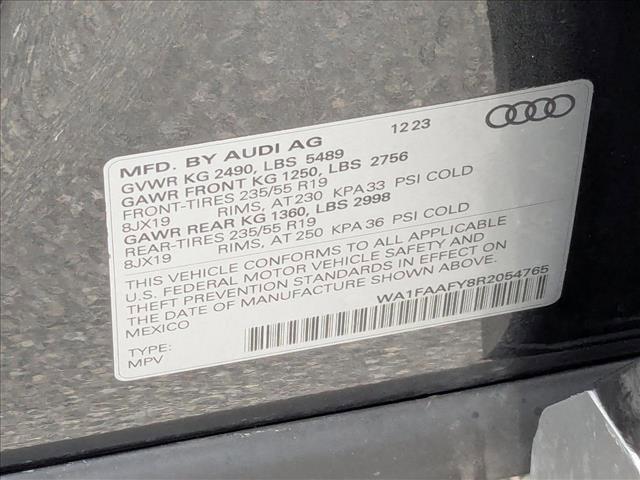 MFD. BY AUDI AG 12 23
GVWR KG 2490, LBS 5489
GAWR FRONT KG 1250, LBS 2756
FRONT-TIRES 235/55 R19
8JX19 RIMS, AT 230 KPA 33 PSI COLD
GAWR REAR KG 1360, LBS 2998
REAR-TIRES 235/55 R19
8JX19 RIMS, AT 250 KPA 36 PSI COLD
THIS VEHICLE CONFORMS TO ALL APPLICABLE
U.S. FEDERAL MOTOR VEHICLE SAFETY AND
THEFT PREVENTION STANDARDS IN EFFECT ON
THE DATE OF MANUFACTURE SHOWN ABOVE.
MEXICO
WA1FAAFY8R2054765
TYPE:
MPV